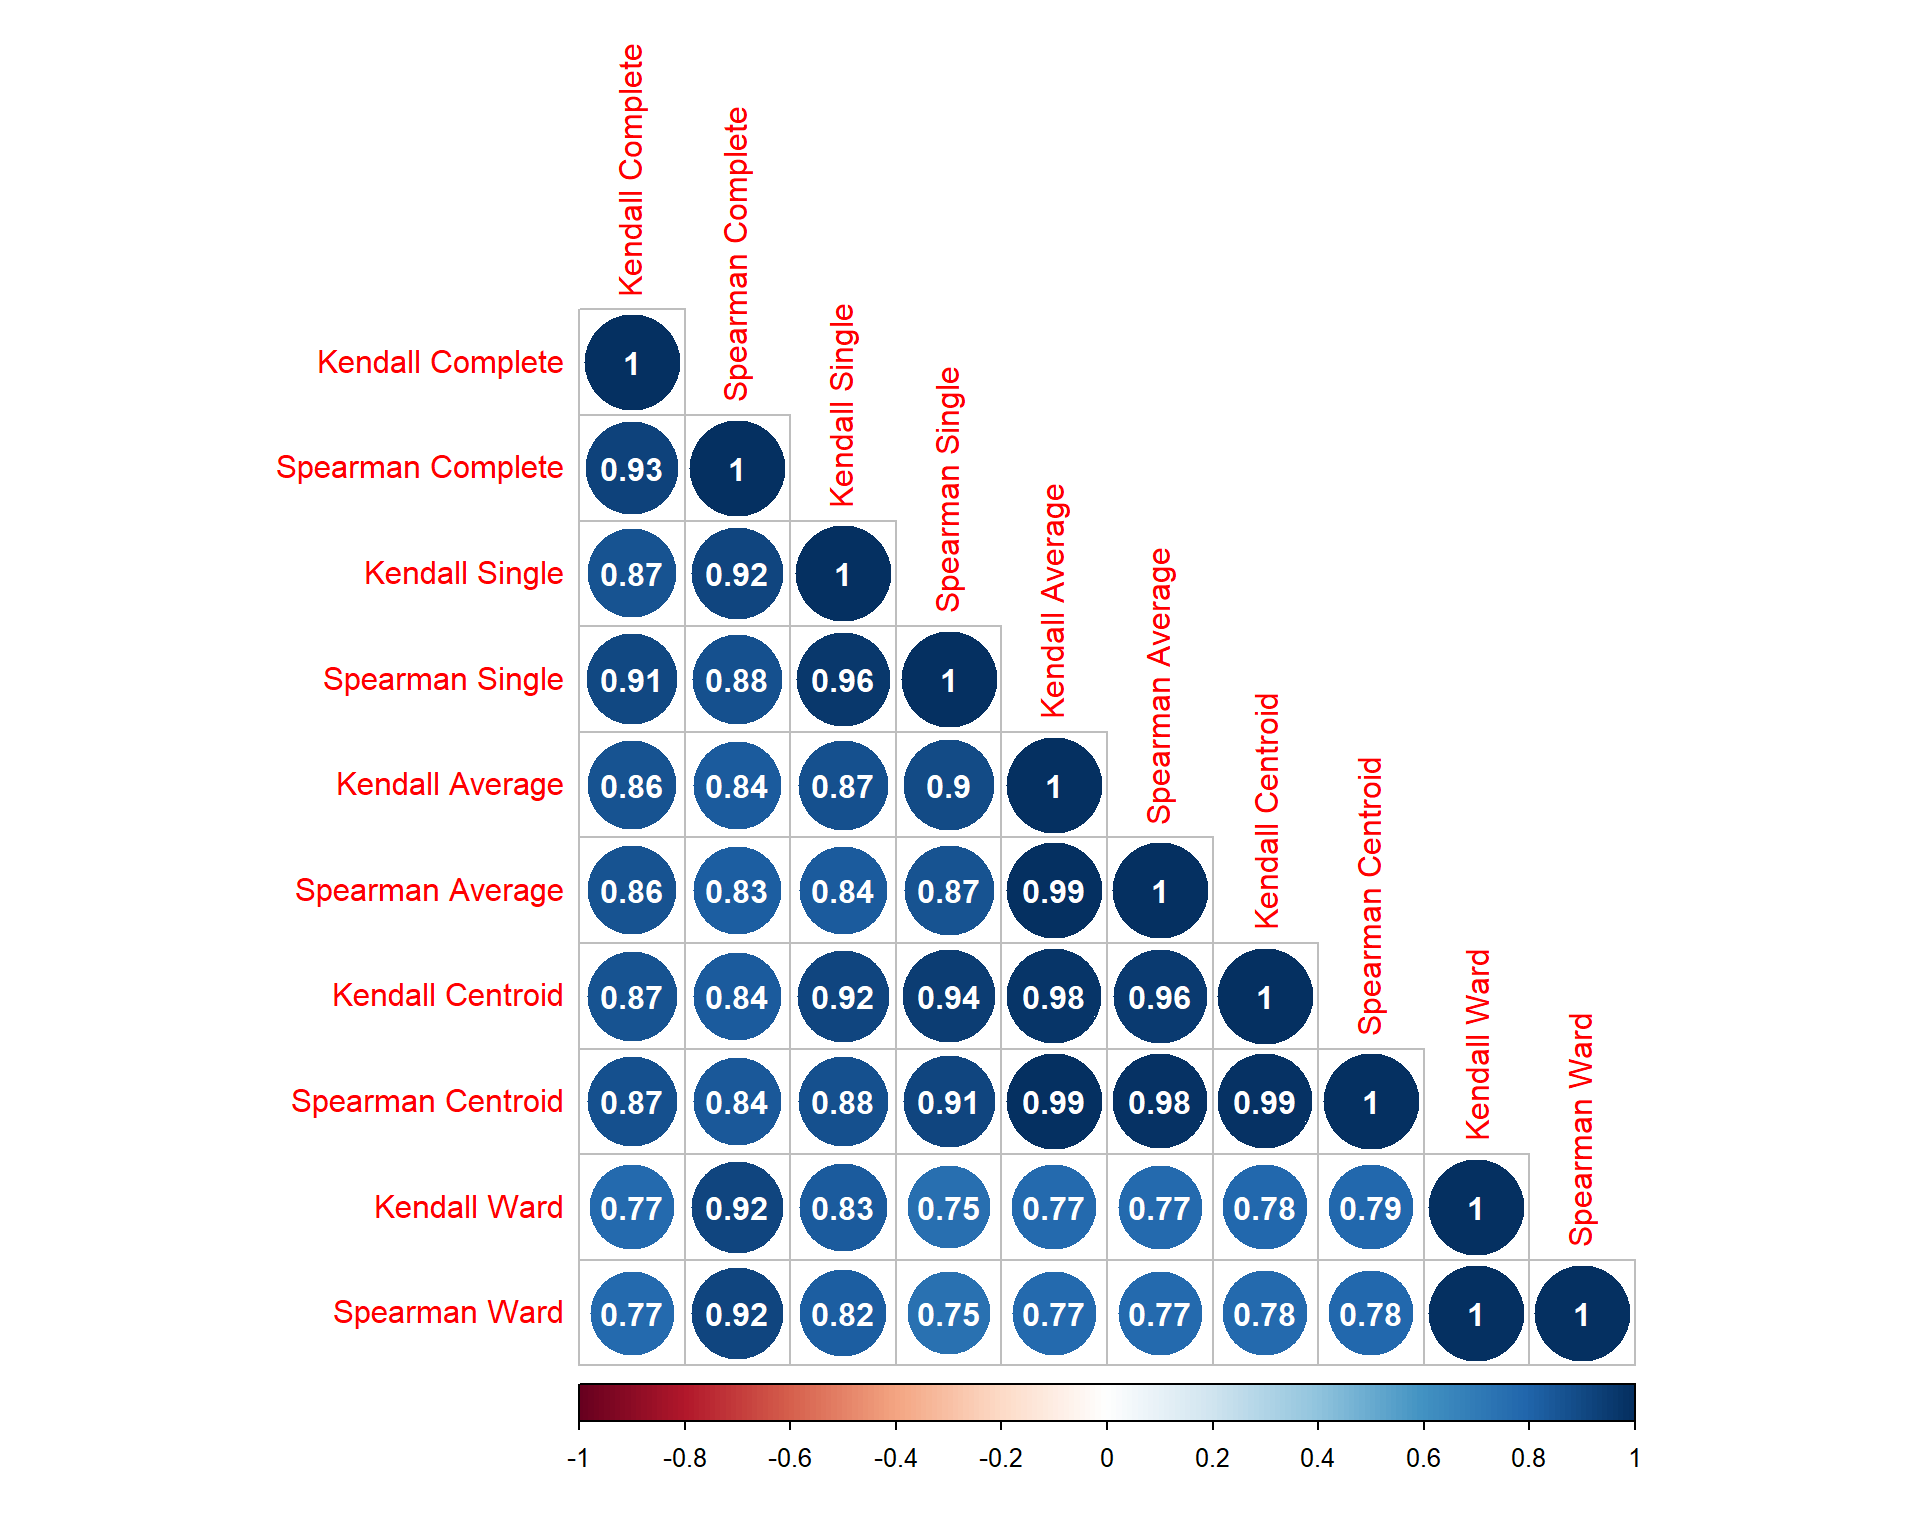 Kendall Complete
Spearman Complete
Kendall Single
Spearman Single
Kendall Average
Spearman Average
Kendall Centroid
Spearman Centroid
Kendall Ward
Spearman Ward
Kendall Complete 1
Spearman Complete 0.93 1
Kendall Single 0.87 0.92 1
Spearman Single 0.91 0.88 0.96 1
Kendall Average 0.86 0.84 0.87 0.9 1
Spearman Average 0.86 0.83 0.84 0.87 0.99 1
Kendall Centroid 0.87 0.84 0.92 0.94 0.98 0.96 1
Spearman Centroid 0.87 0.84 0.88 0.91 0.99 0.98 0.99 1
Kendall Ward 0.77 0.92 0.83 0.75 0.77 0.77 0.78 0.79 1
Spearman Ward 0.77 0.92 0.82 0.75 0.77 0.77 0.78 0.78 1 1
-1 -0.8 -0.6 -0.4 -0.2 0 0.2 0.4 0.6 0.8 1